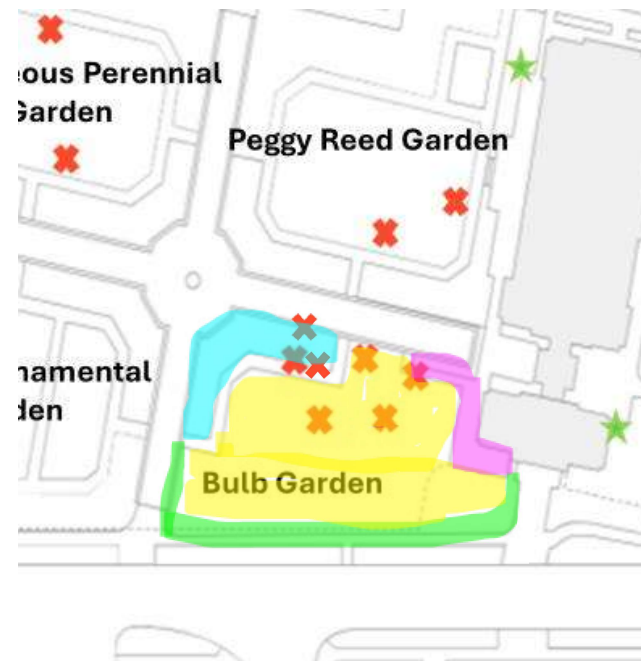 eous Perennial
Garden
Peggy Reed Garden
namental
den
Bulb Garden